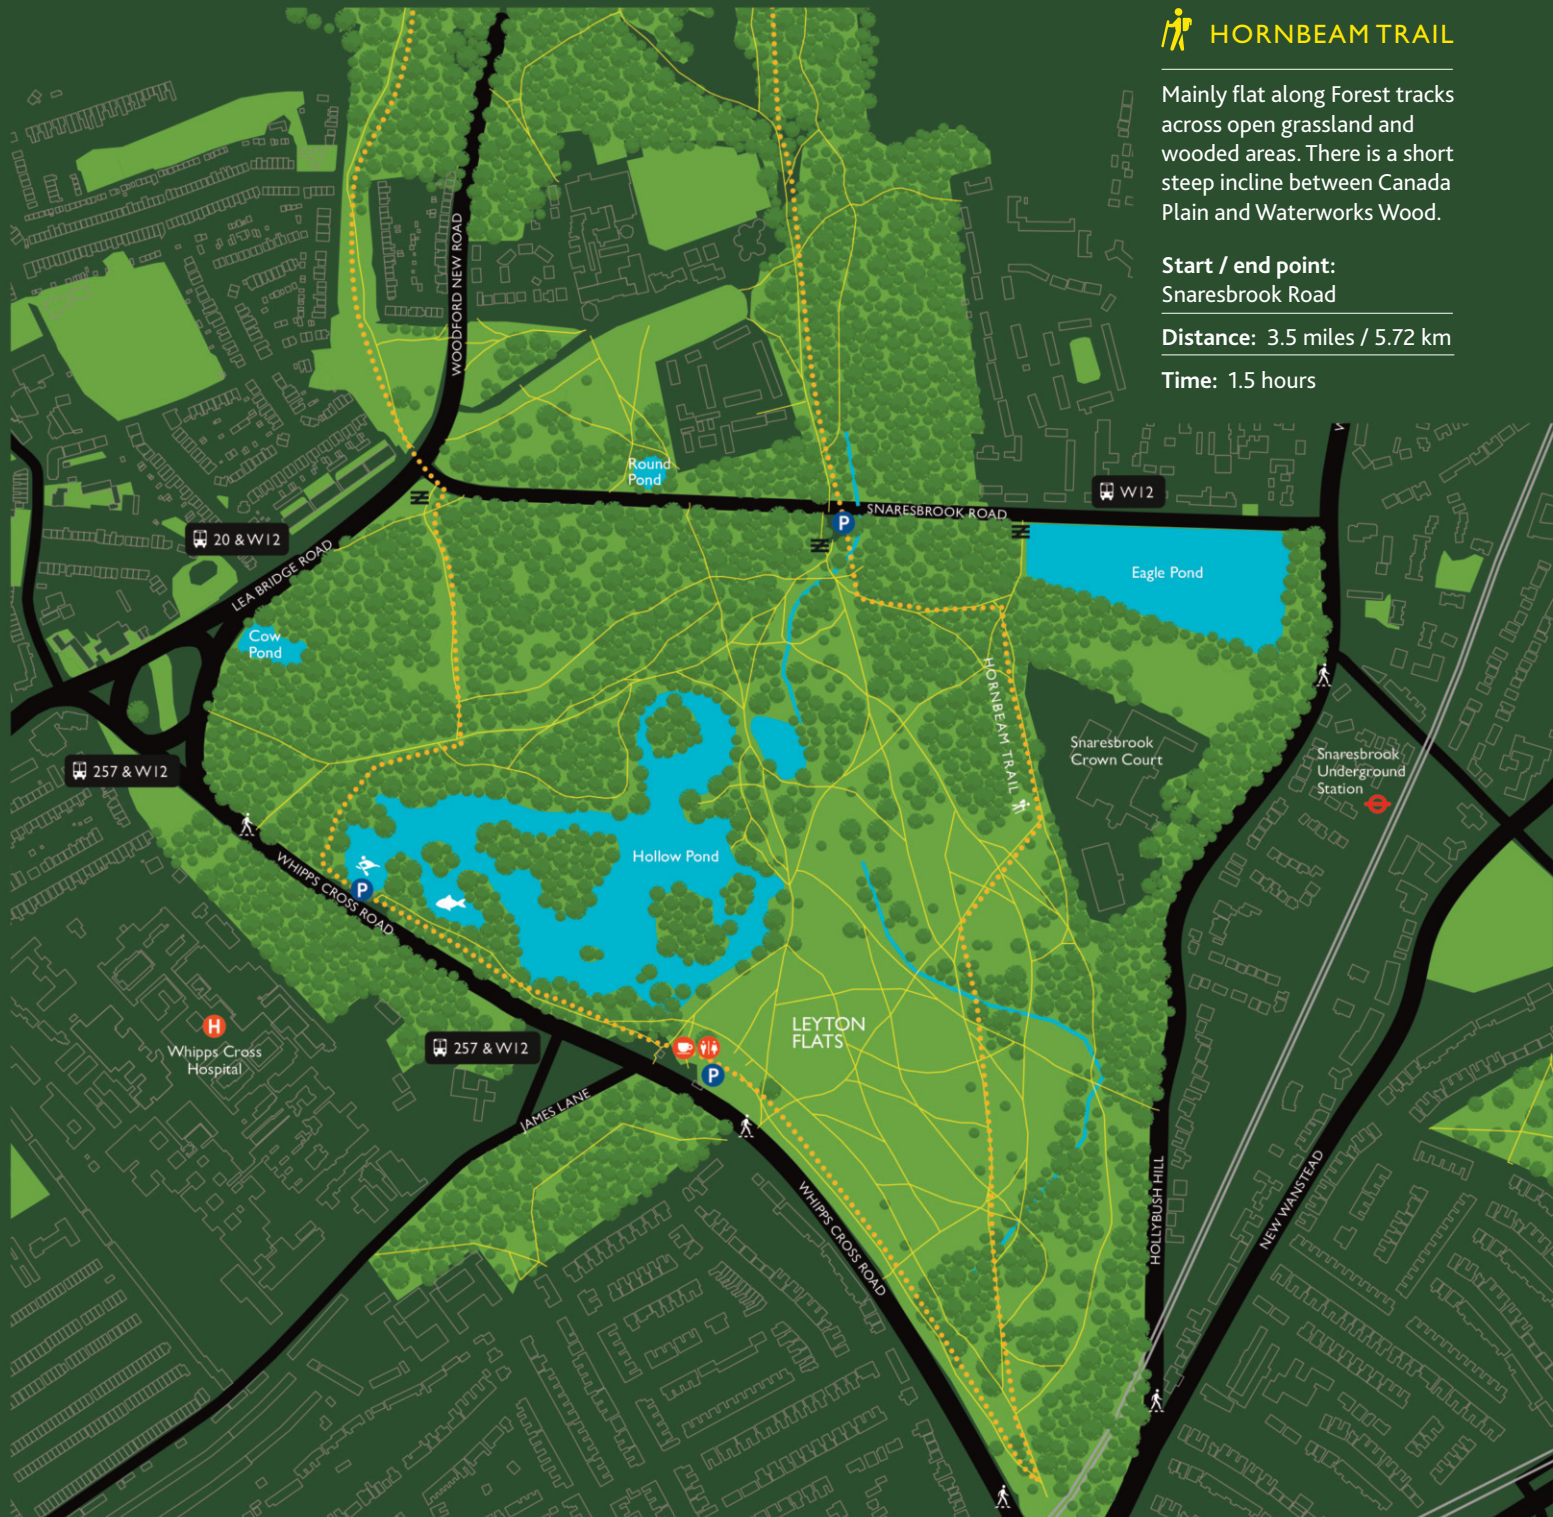 HORNBEAM TRAIL
Mainly flat along Forest tracks
across open grassland and
wooded areas. There is a short
steep incline between Canada
Plain and Waterworks Wood.
Start / end point:
Snaresbrook Road
Distance: 3.5 miles / 5.72 km
Time: 1.5 hours
WOODFORD NEW ROAD
Round
Pond
W12
SNARESBROOK ROAD
P
20 & W12
LEA BRIDGE ROAD
Eagle Pond
Cow
Pond
HORNBEAM TRAIL
Snaresbrook
Crown Court
Snaresbrook
Underground
Station
257 & W12
Hollow Pond
WHIPPS CROSS ROAD
P
LEYTON
FLATS
H
Whipps Cross
Hospital
257 & W12
P
JAMES LANE
WHIPPS CROSS ROAD
HOLLYBUSH HILL
NEW WANSTEAD